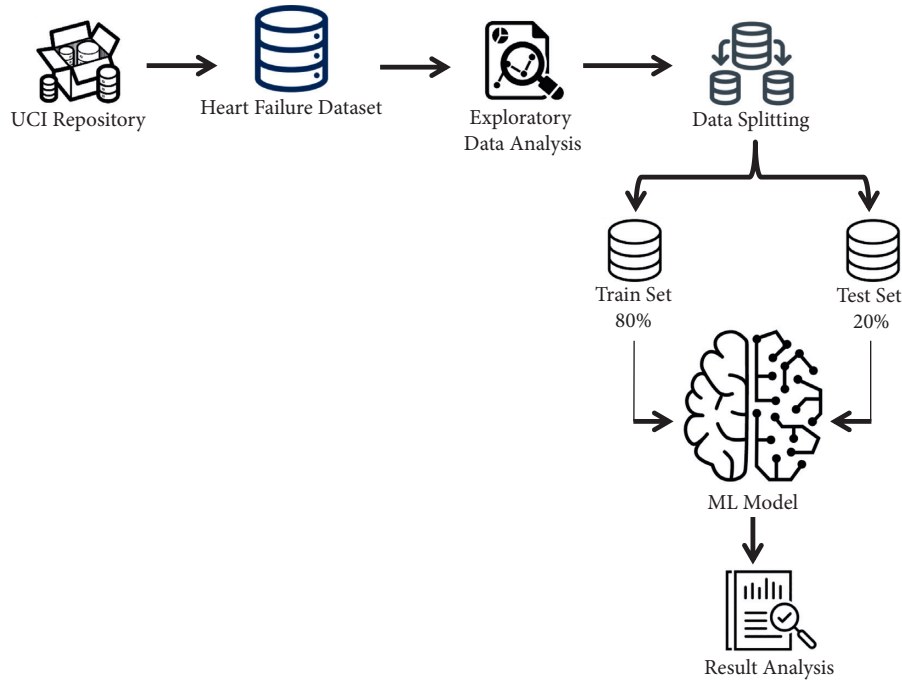 UCI Repository
Heart Failure Dataset
Exploratory
Data Analysis
Data Splitting
Train Set
80%
Test Set
20%
ML Model
Result Analysis